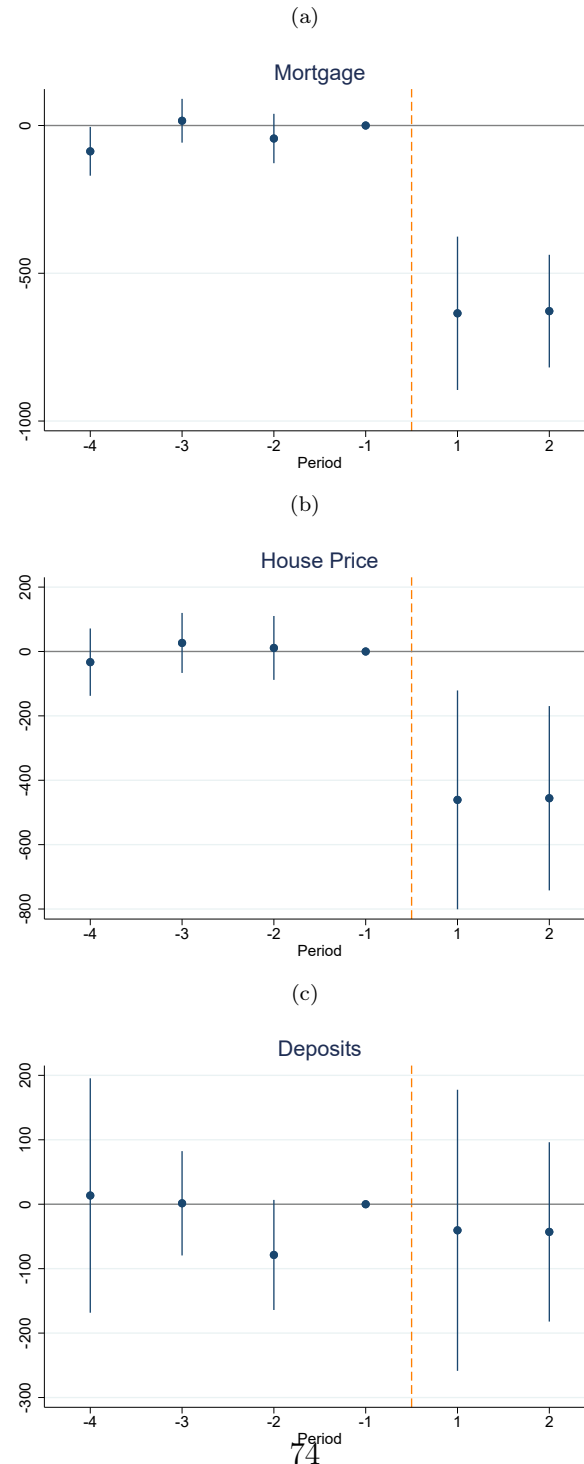 (a)
Mortgage
0
-500
-1000
-4 -3 -2 -1 1 2
Period
(b)
House Price
200
0
-200
-400
-600
-800
-4 -3 -2 -1 1 2
Period
(c)
Deposits
200
100
0
-100
-200
-300
-4 -3 -2 -1 1 2
Period
74